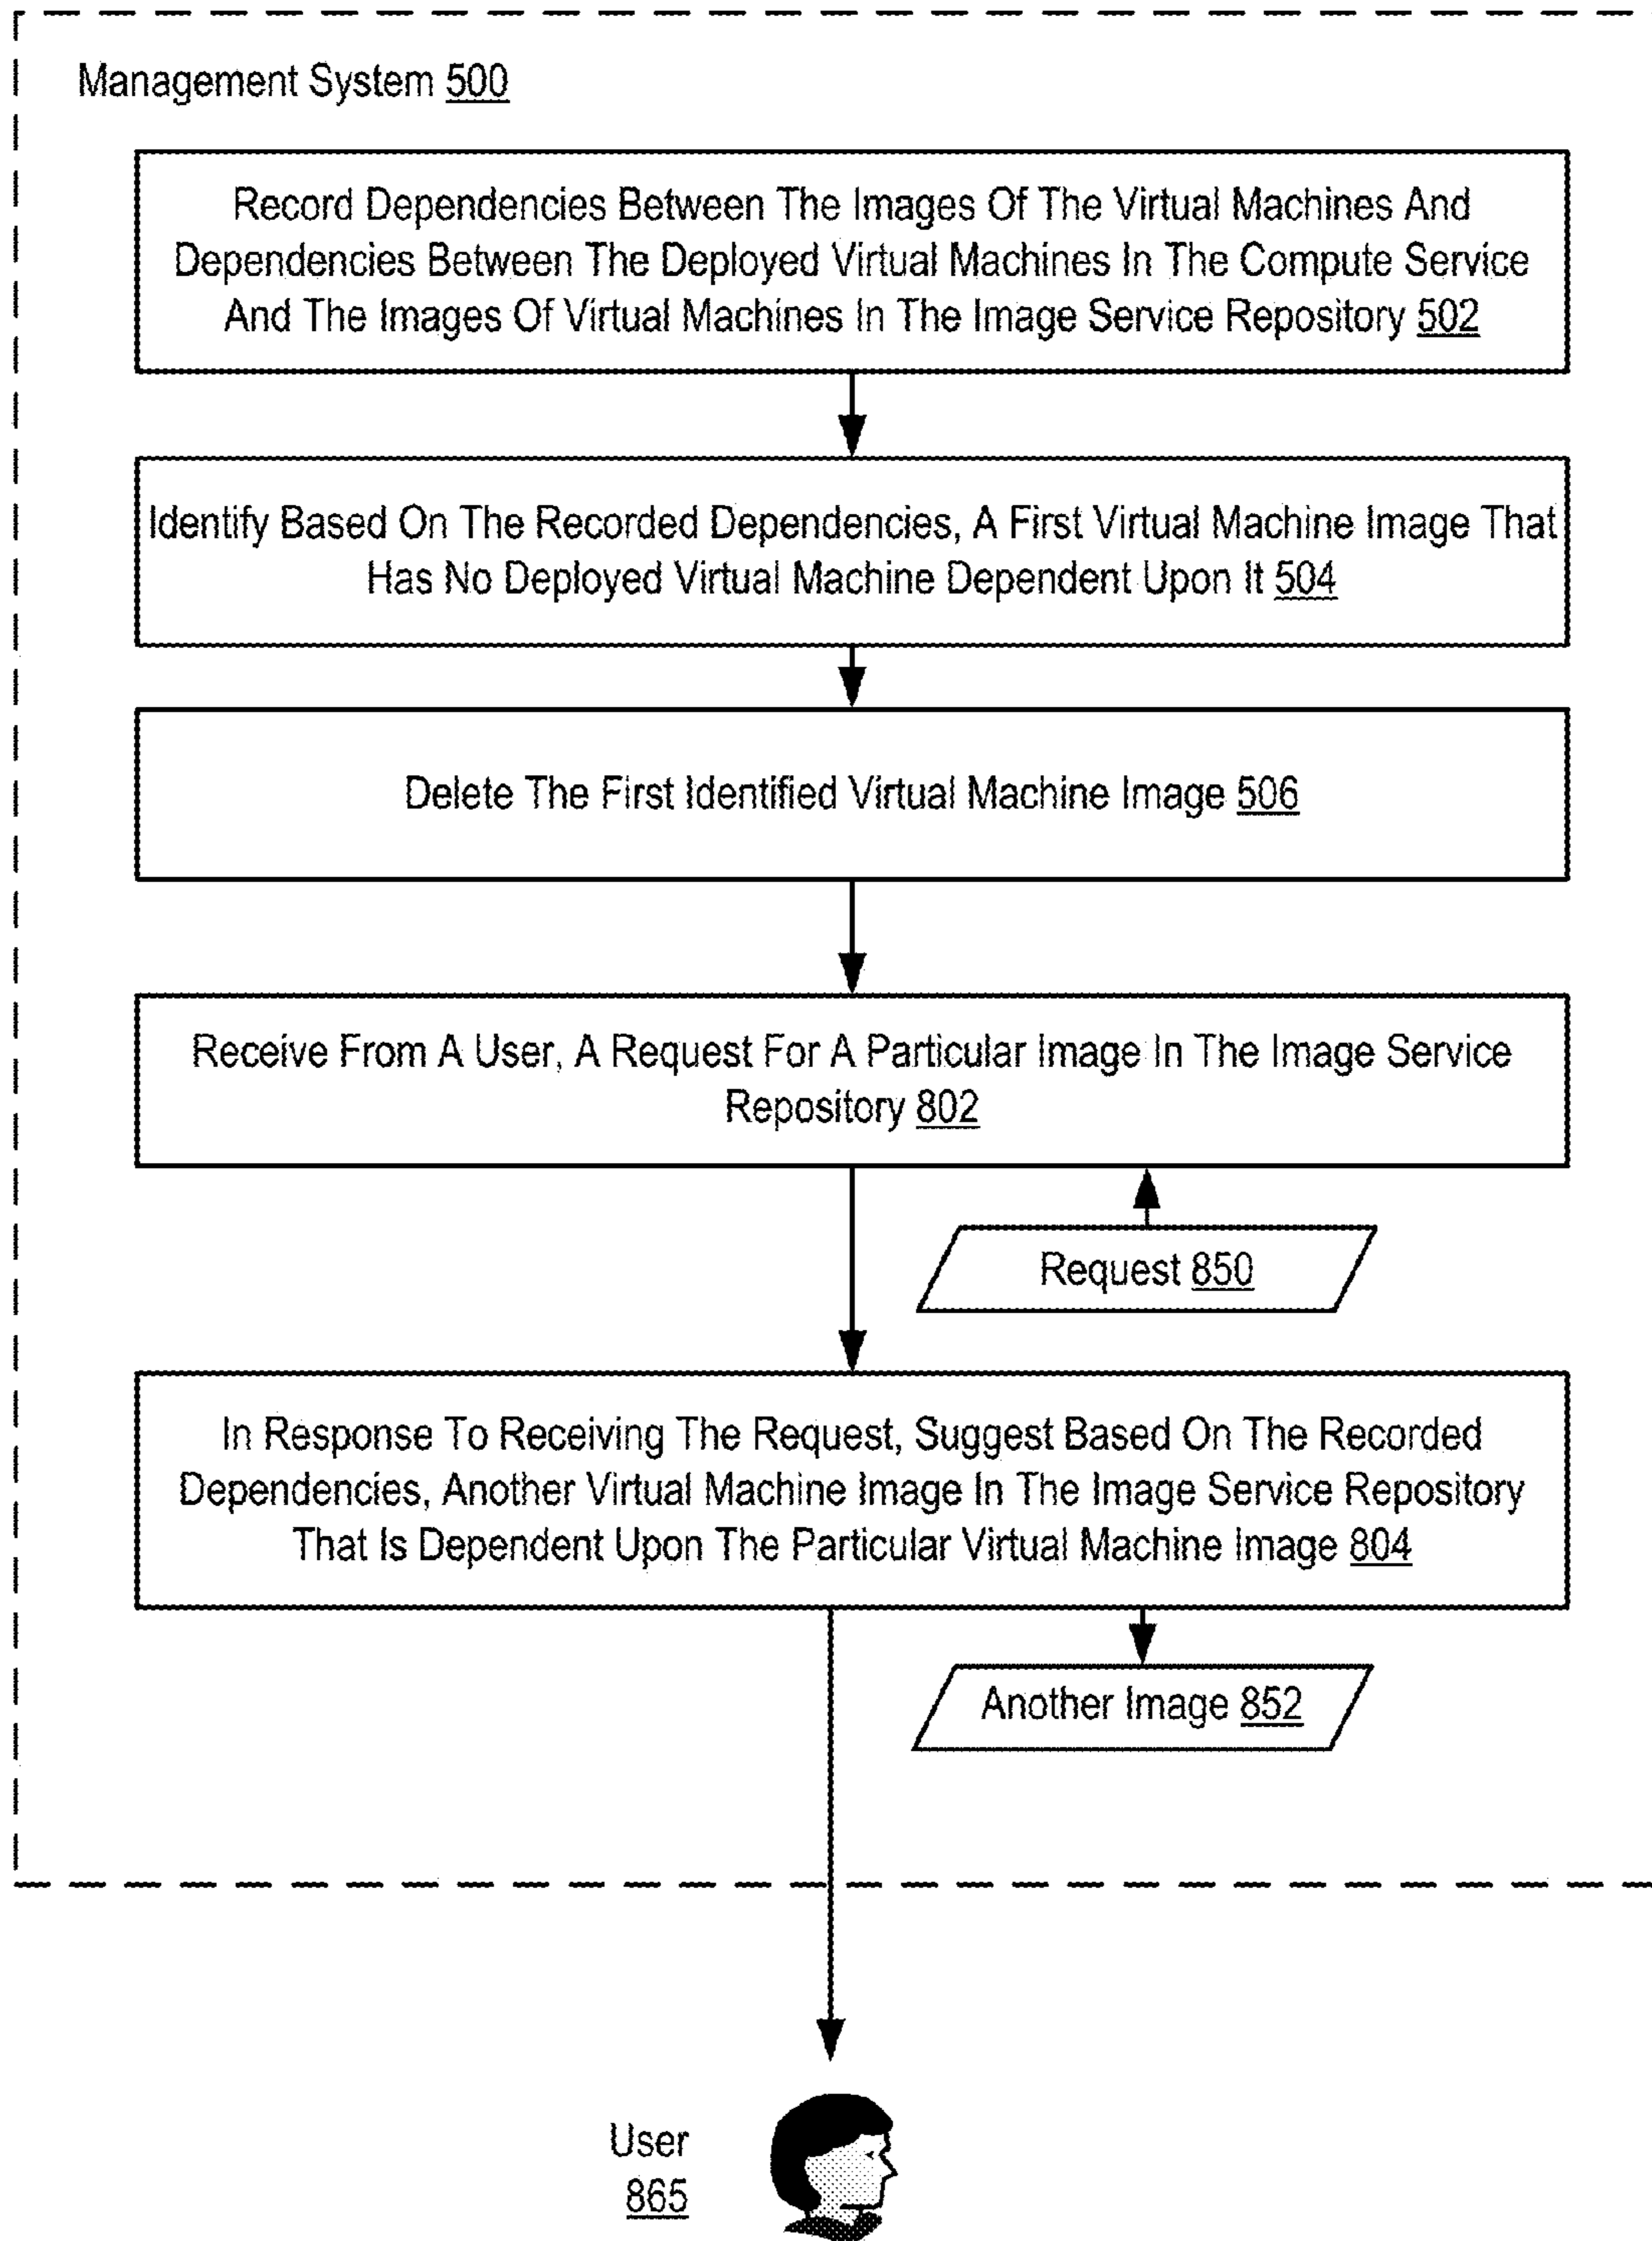 Management System 500
Record Dependencies Between The Images Of The Virtual Machines And
Dependencies Between The Deployed Virtual Machines In The Compute Service
And The Images Of Virtual Machines In The Image Service Repository 502
Identify Based On The Recorded Dependencies, A First Virtual Machine Image That
Has No Deployed Virtual Machine Dependent Upon It 504
Delete The First Identified Virtual Machine Image 506
Receive From A User, A Request For A Particular Image In The Image Service
Repository 802
Request 850
In Response To Receiving The Request, Suggest Based On The Recorded
Dependencies, Another Virtual Machine Image In The Image Service Repository
That Is Dependent Upon The Particular Virtual Machine Image 804
Another Image 852
User
865